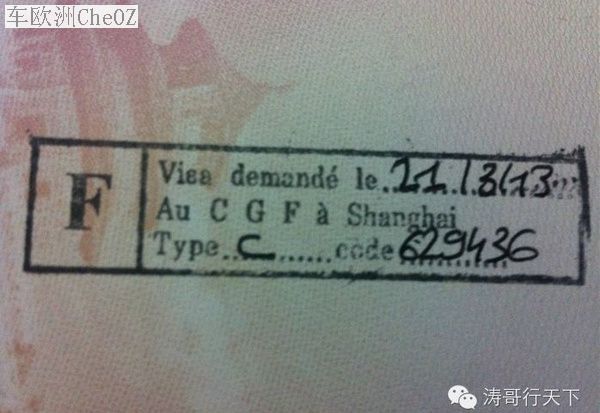 车欧洲CheOZ
F
Visa demandé le..21./3/13
Au C G F à Shanghai
Type..C......code 629436
涛哥行天下